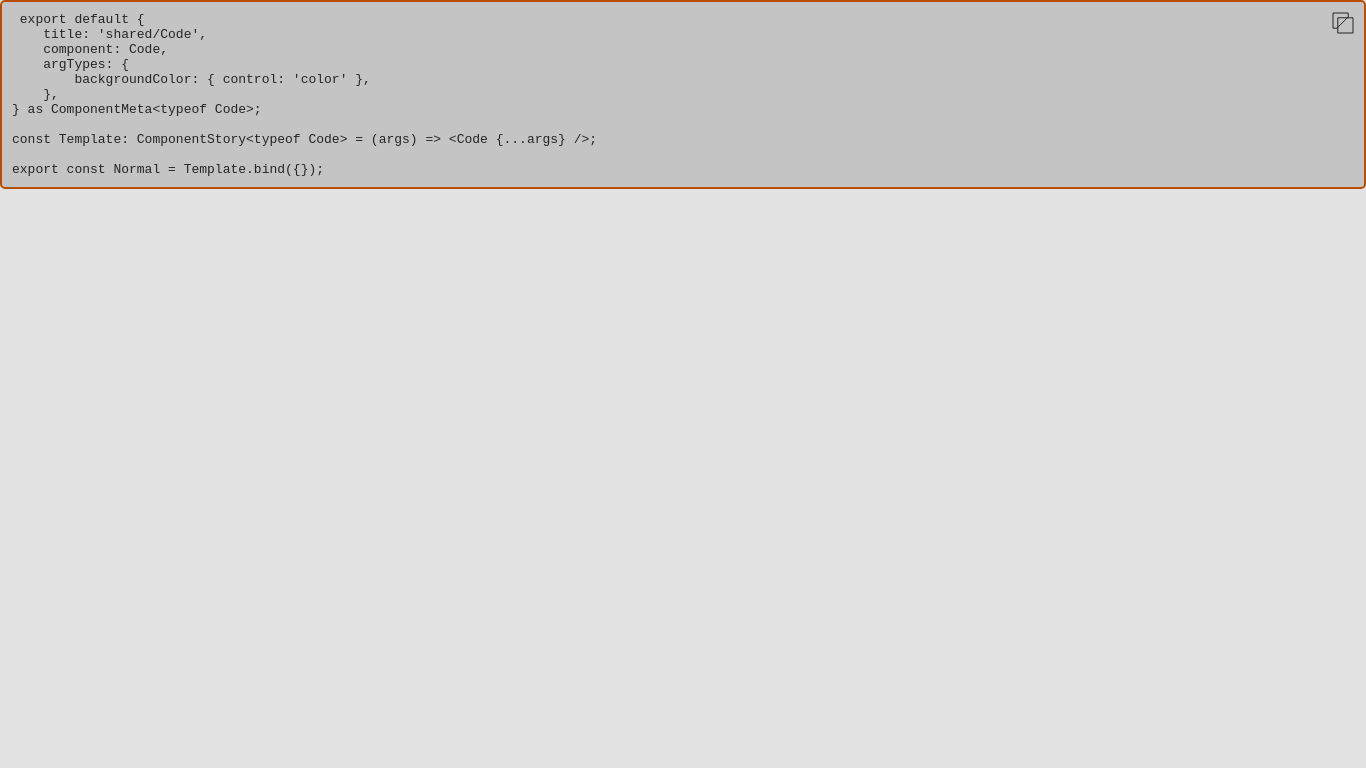 export default {
    title: 'shared/Code',
    component: Code,
    argTypes: {
        backgroundColor: { control: 'color' },
    },
} as ComponentMeta<typeof Code>;

const Template: ComponentStory<typeof Code> = (args) => <Code {...args} />;

export const Normal = Template.bind({});